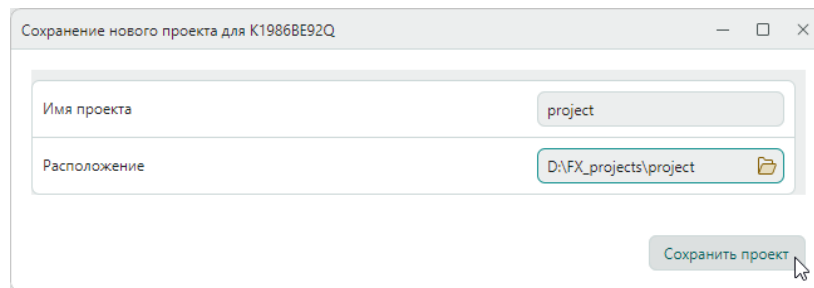 Сохранение нового проекта для K1986BE92Q
Имя проекта
project
Расположение
D:\FX_projects\project
Сохранить проект